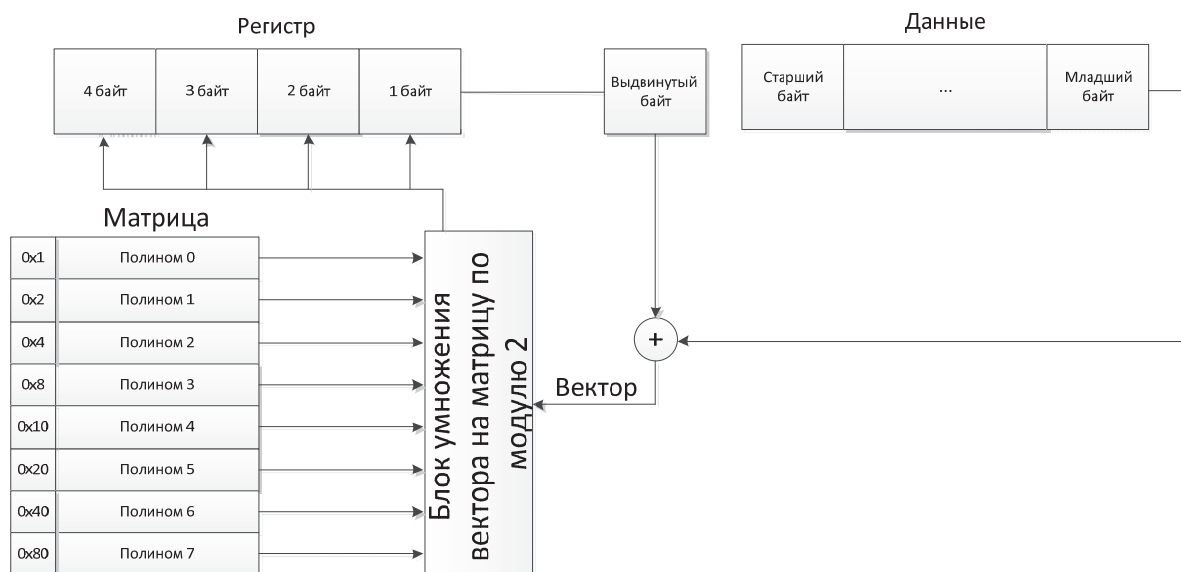 Регистр
Данные
4 байт
3 байт
2 байт
1 байт
Выдвинутый
байт
Старший
байт
...
Младший
байт
Матрица
0x1
Полином 0
0x2
Полином 1
0x4
Полином 2
0x8
Полином 3
0x10
Полином 4
0x20
Полином 5
0x40
Полином 6
0x80
Полином 7
Блок умножения
вектора на матрицу по
модулю 2
+
Вектор